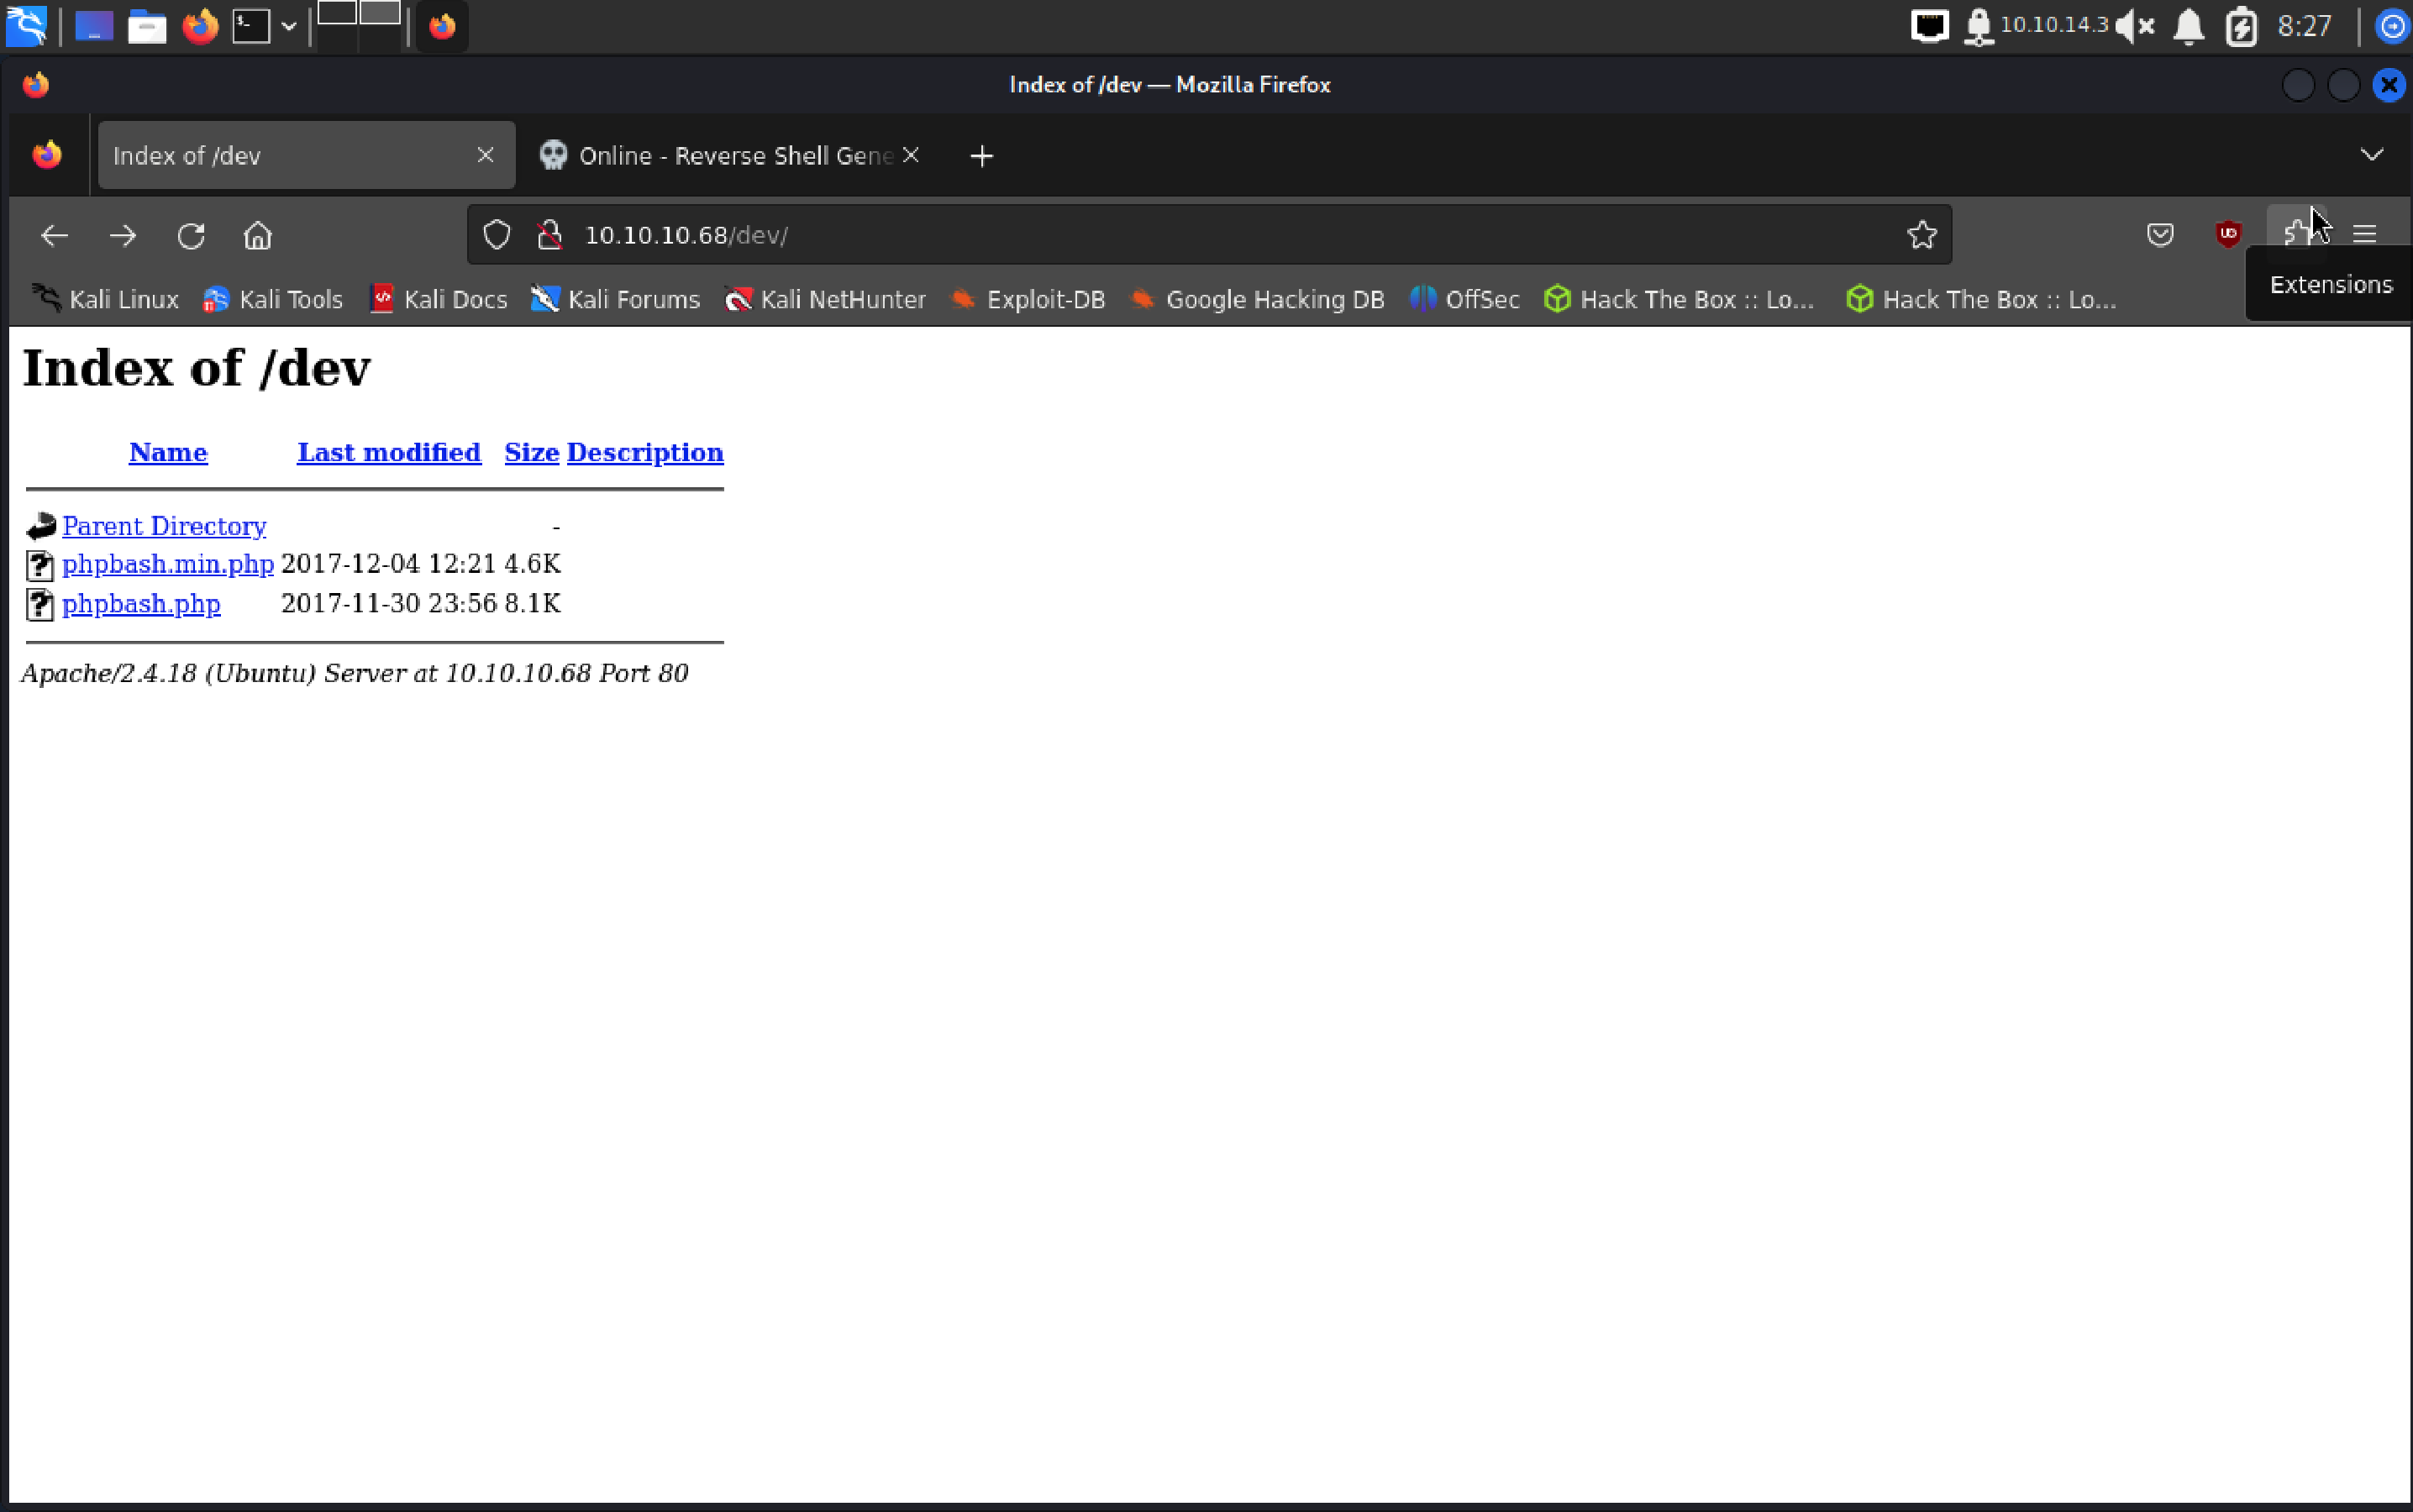 10.10.14.3 8:27
Index of /dev — Mozilla Firefox
Index of /dev Online - Reverse Shell Gene
10.10.10.68/dev/
Kali Linux Kali Tools Kali Docs Kali Forums Kali NetHunter Exploit-DB Google Hacking DB OffSec Hack The Box :: Lo... Hack The Box :: Lo...
Extensions
Index of /dev
Name Last modified Size Description
Parent Directory -
phpbash.min.php 2017-12-04 12:21 4.6K
phpbash.php 2017-11-30 23:56 8.1K
Apache/2.4.18 (Ubuntu) Server at 10.10.10.68 Port 80